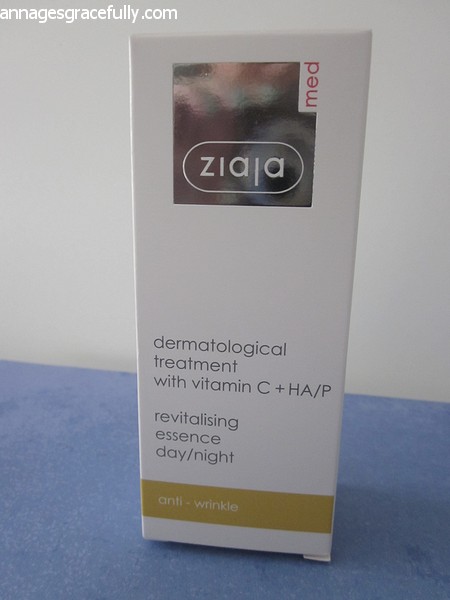 annagesgracefully.com
med
ziaja
dermatological
treatment
with vitamin C + HA/P
revitalising
essence
day/night
anti - wrinkle